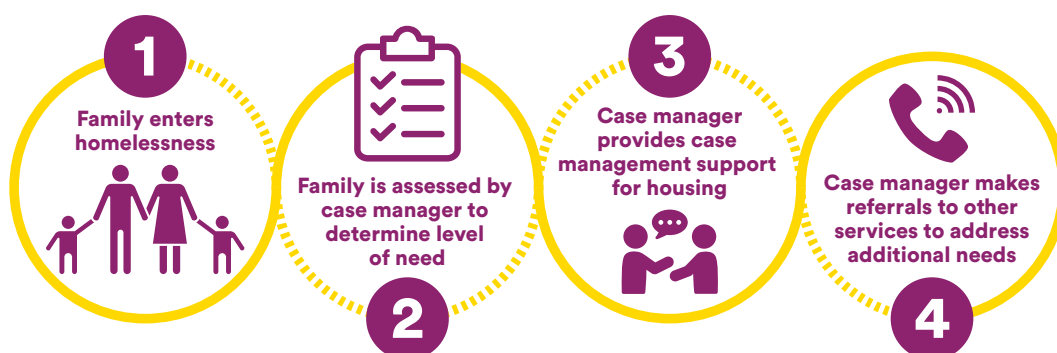 1
Family enters
homelessness
Family is assessed by
case manager to
determine level
of need
2
3
Case manager
provides case
management support
for housing
Case manager makes
referrals to other
services to address
additional needs
4